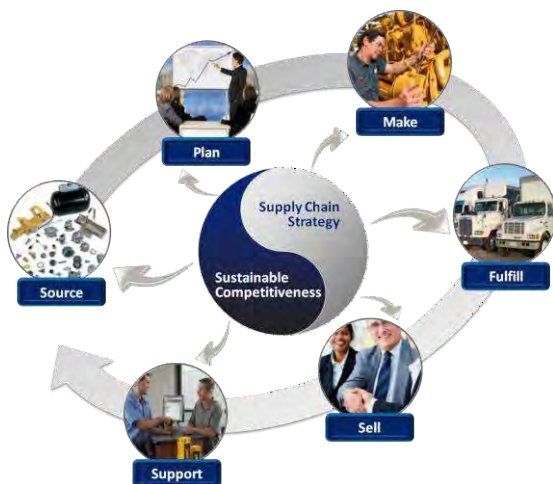 Plan
Make
Supply Chain
Strategy
Fulfill
Sustainable
Competitiveness
Source
Sell
Support